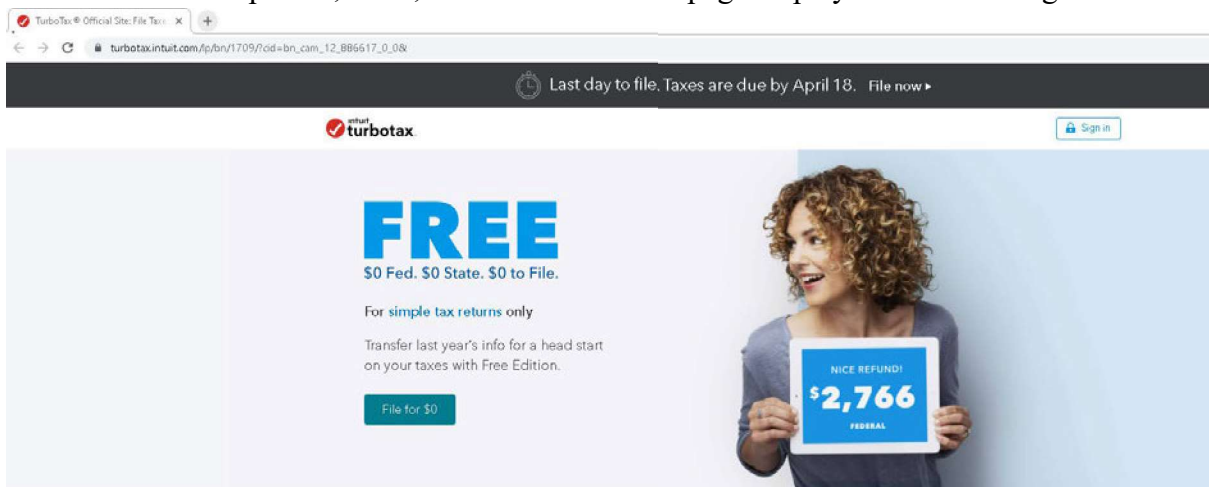 TurboTax® Official Site: File Taxe
turbotax.intuit.com/lp/bn/1709/?cid=bn_cam_12_886617_0_0&
Last day to file. Taxes are due by April 18. File now ▸
intuit
turbotax
Sign in
FREE
$0 Fed. $0 State. $0 to File.
For simple tax returns only
Transfer last year's info for a head start
on your taxes with Free Edition.
File for $0
NICE REFUND!
$2,766
FEDERAL